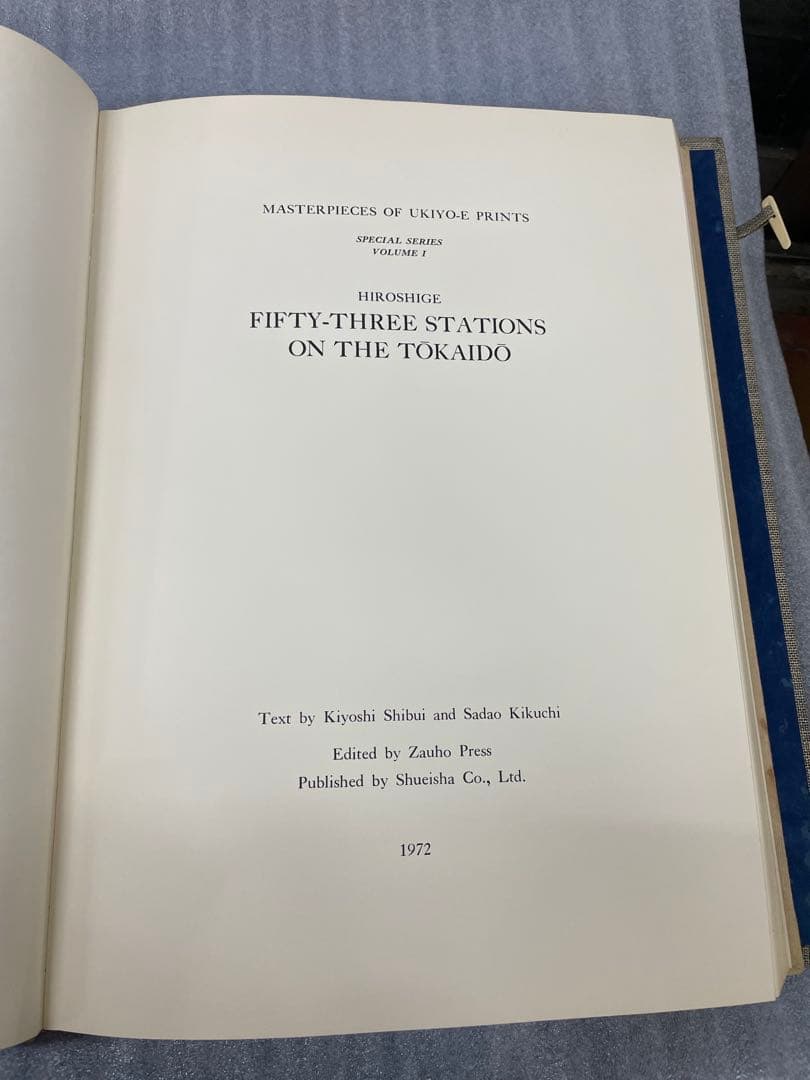 MASTERPIECES OF UKIYO-E PRINTS
SPECIAL SERIES
VOLUME I
HIROSHIGE
FIFTY-THREE STATIONS
ON THE TŌKAIDŌ
Text by Kiyoshi Shibui and Sadao Kikuchi
Edited by Zauho Press
Published by Shueisha Co., Ltd.
1972